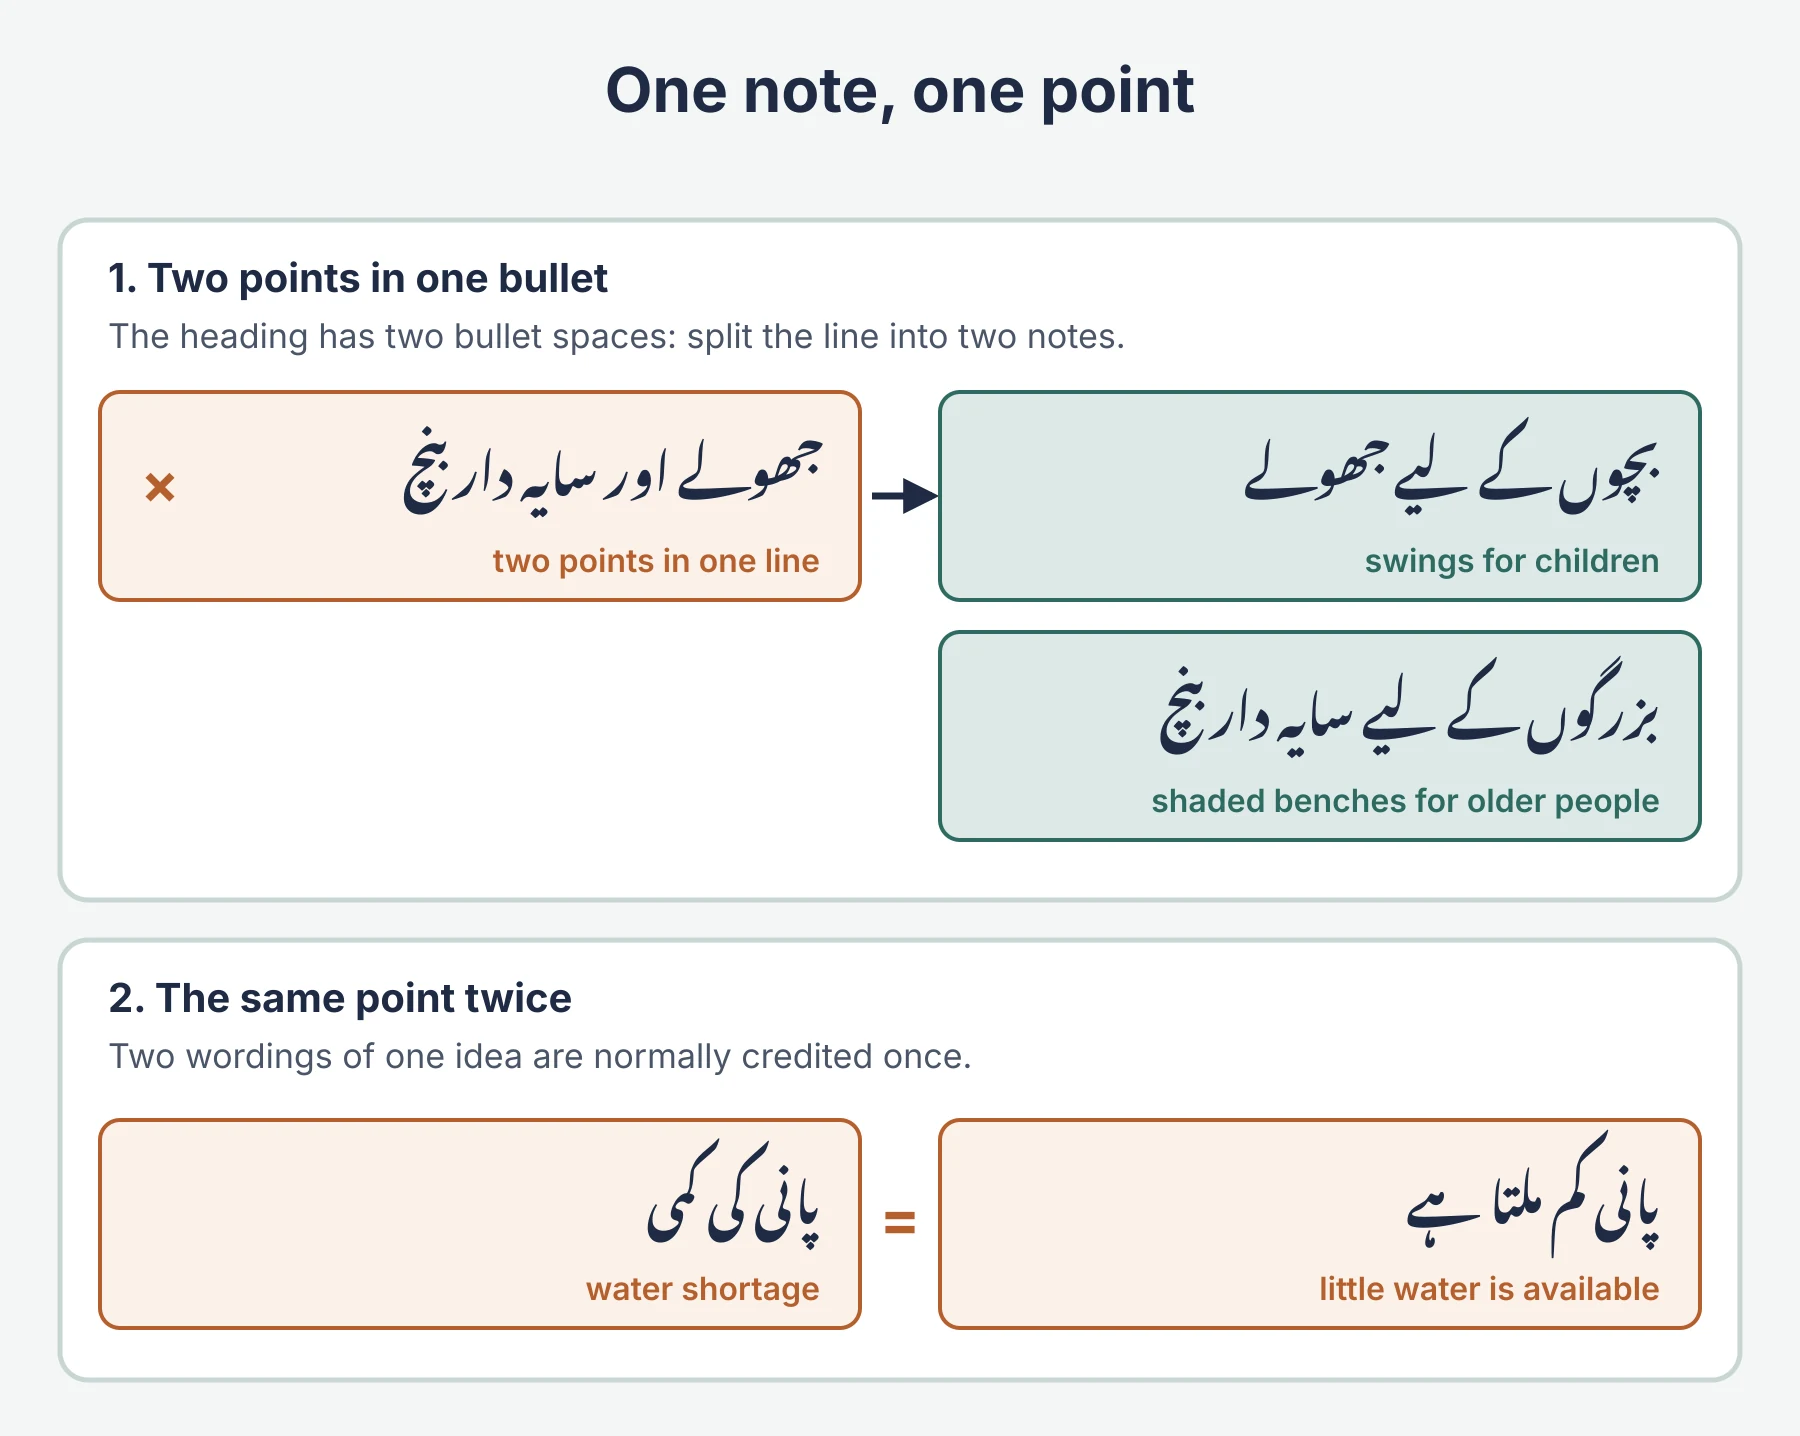 One note, one point
1. Two points in one bullet
The heading has two bullet spaces: split the line into two notes.
×
جھولے اور سایہ دار بنچ
two points in one line
بچوں کے لیے جھولے
swings for children
بزرگوں کے لیے سایہ دار بنچ
shaded benches for older people
2. The same point twice
Two wordings of one idea are normally credited once.
پانی کی کمی
water shortage
=
پانی کم ملتا ہے
little water is available